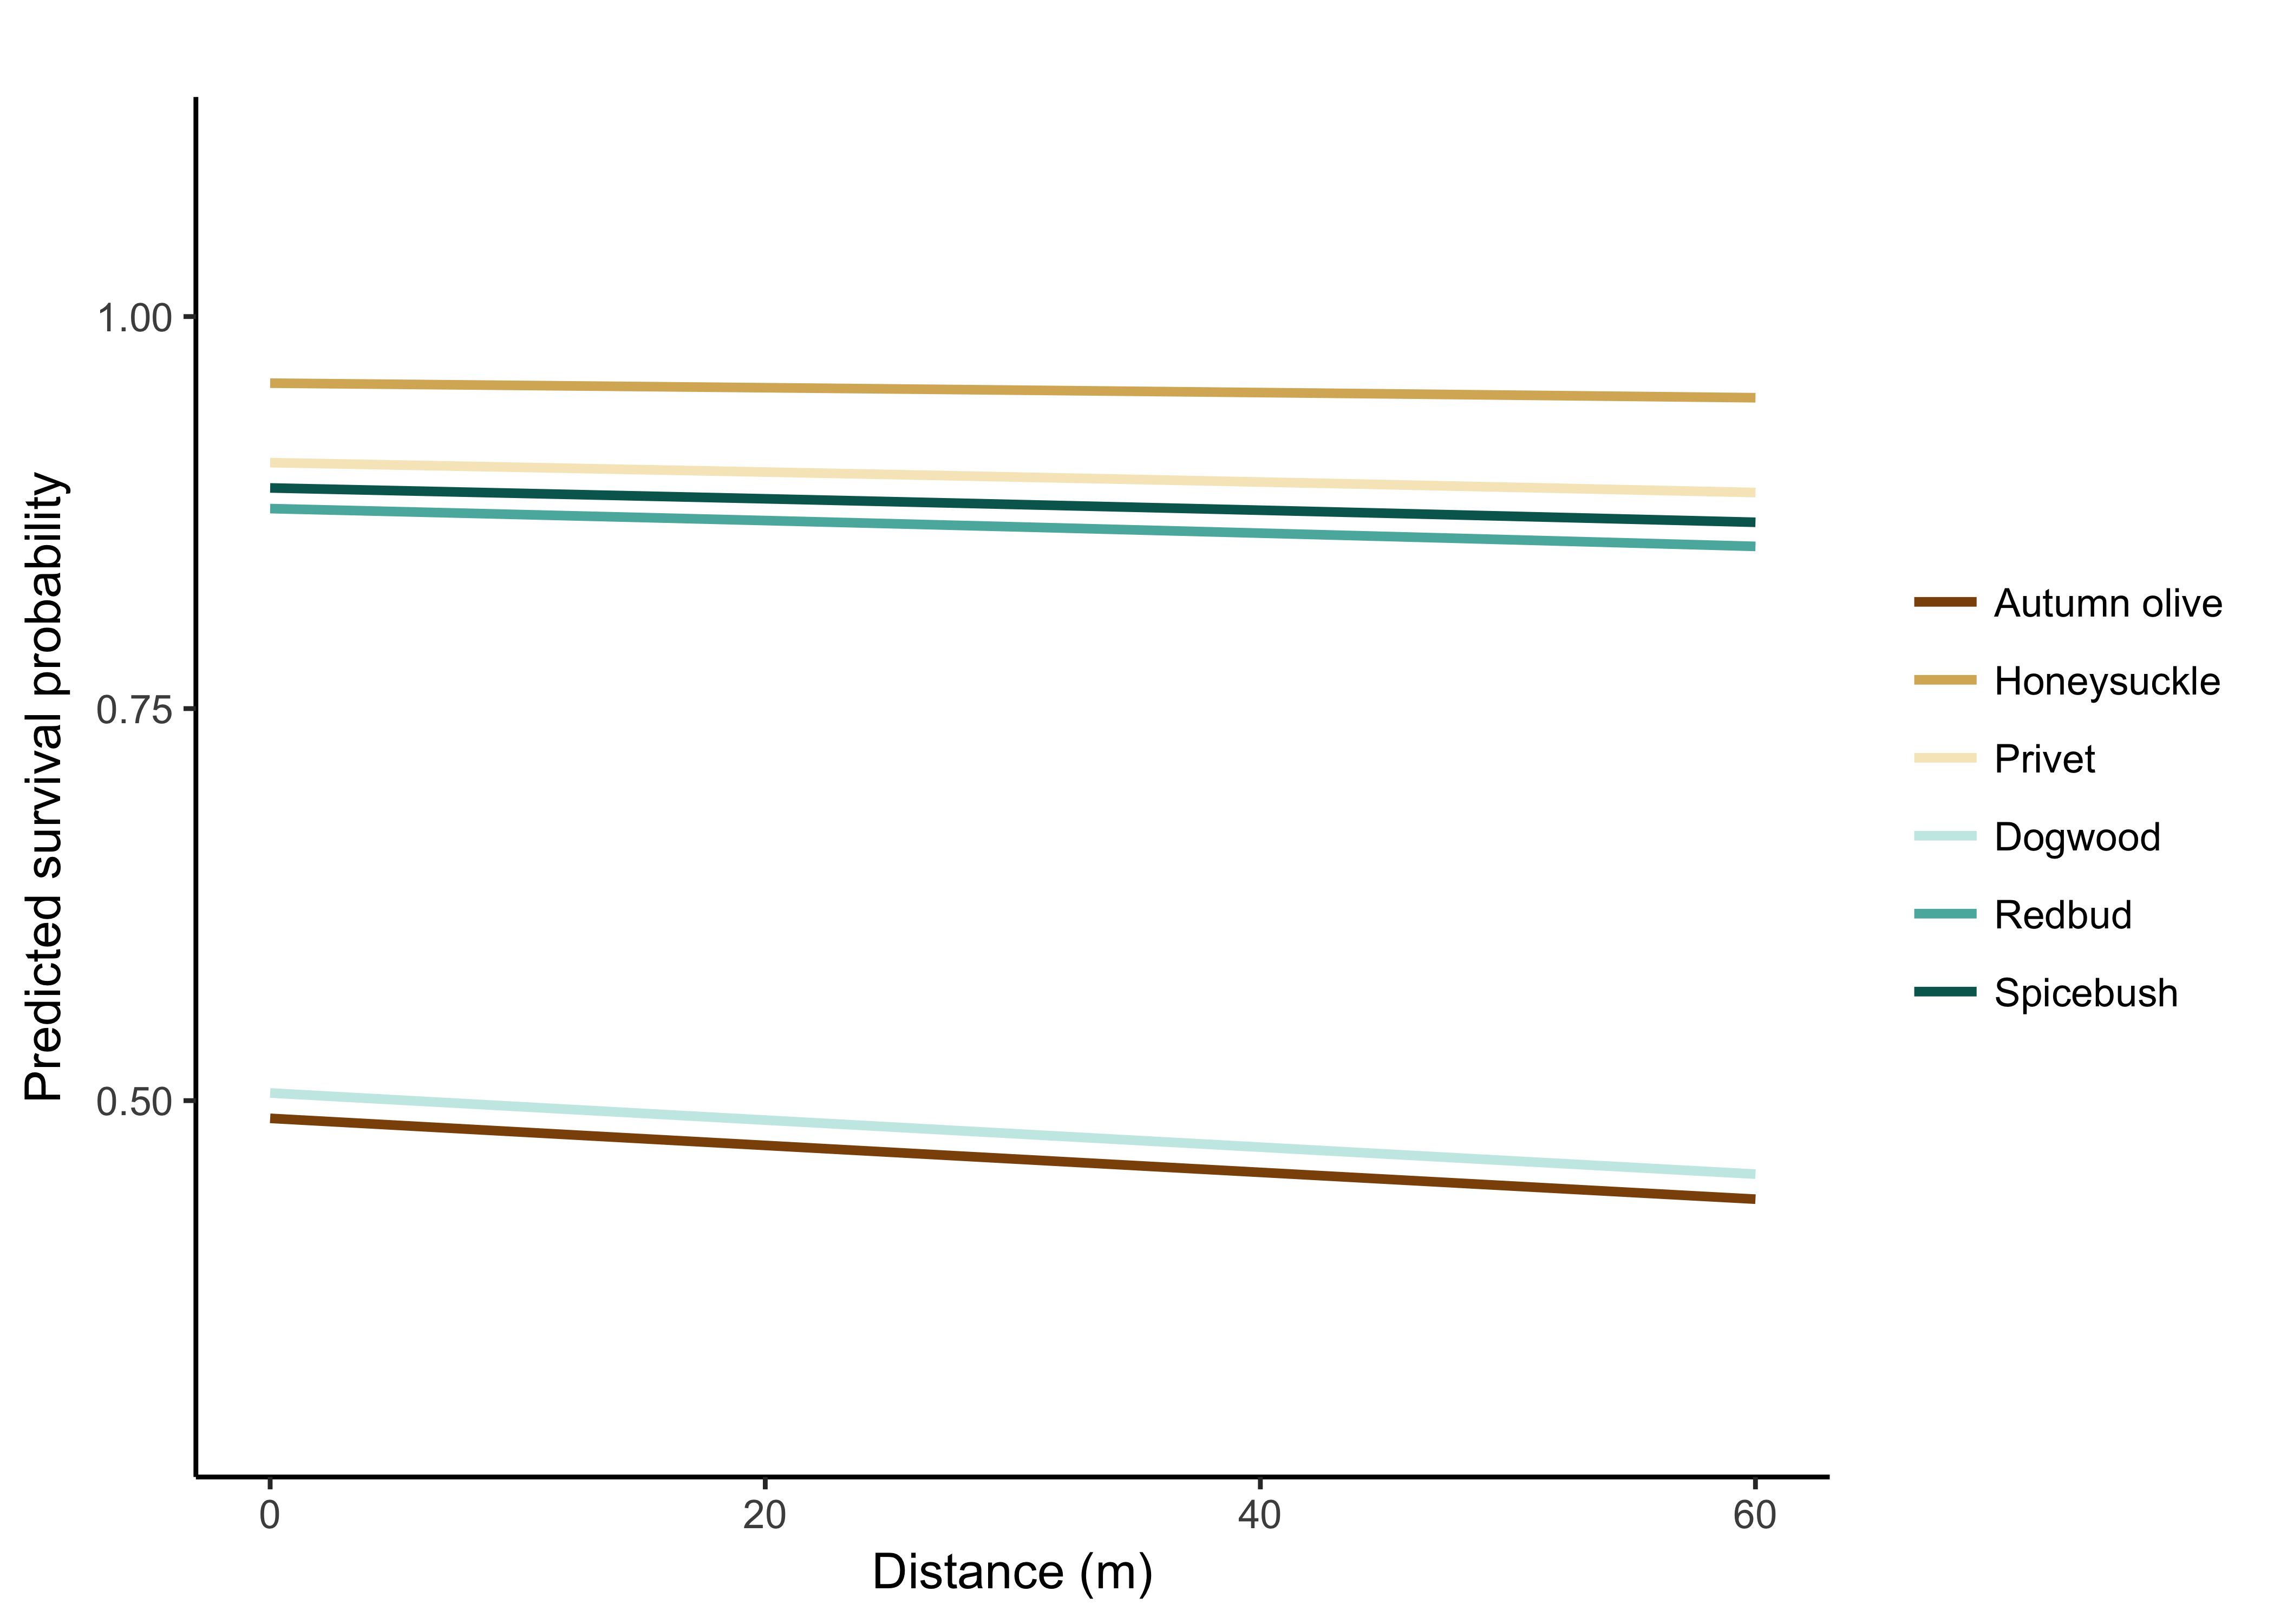 Predicted survival probability
1.00
0.75
0.50
0
20
40
60
Distance (m)
Autumn olive
Honeysuckle
Privet
Dogwood
Redbud
Spicebush